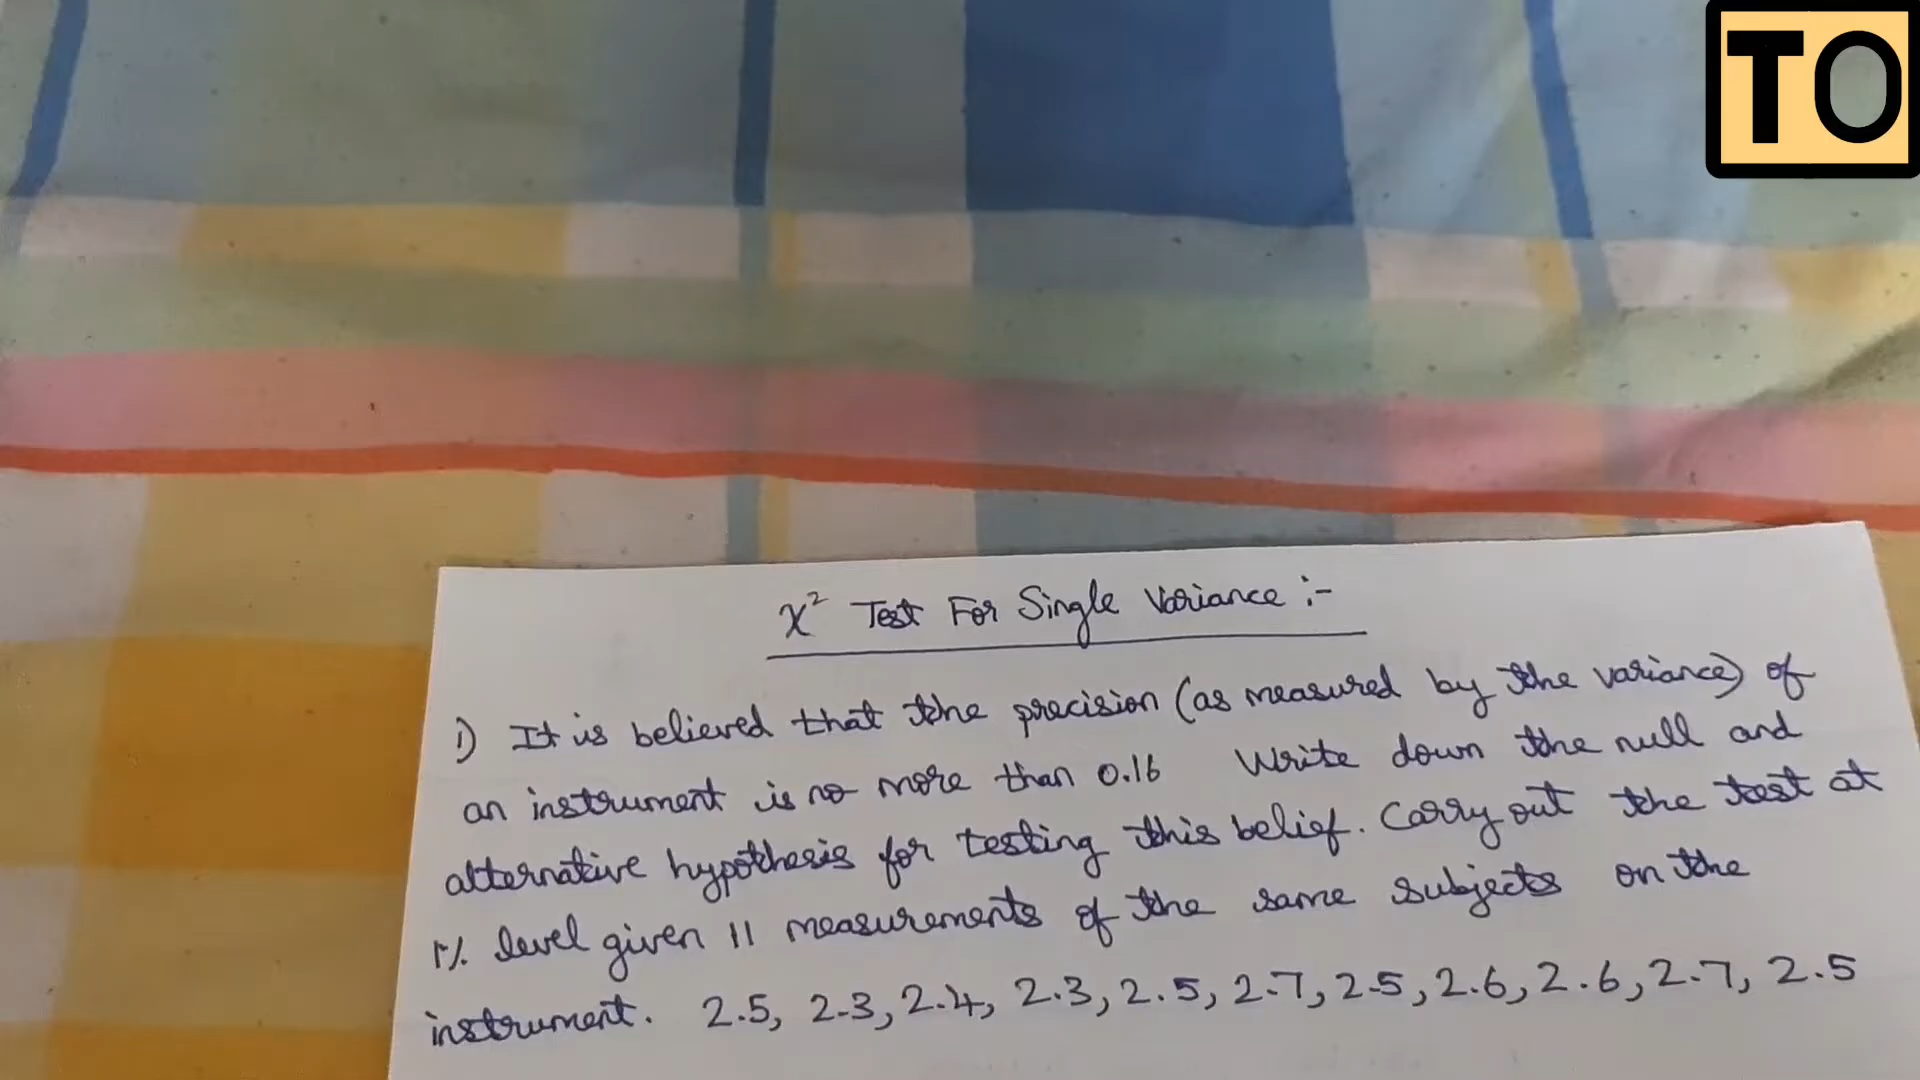 TO
χ² Test For Single Variance :-
1) It is believed that the precision (as measured by the variance) of
an instrument is no more than 0.16 Write down the null and
alternative hypothesis for testing this belief. Carry out the test at
1% level given 11 measurements of the same subjects on the
instrument. 2.5, 2.3, 2.4, 2.3, 2.5, 2.7, 2.5, 2.6, 2.6, 2.7, 2.5